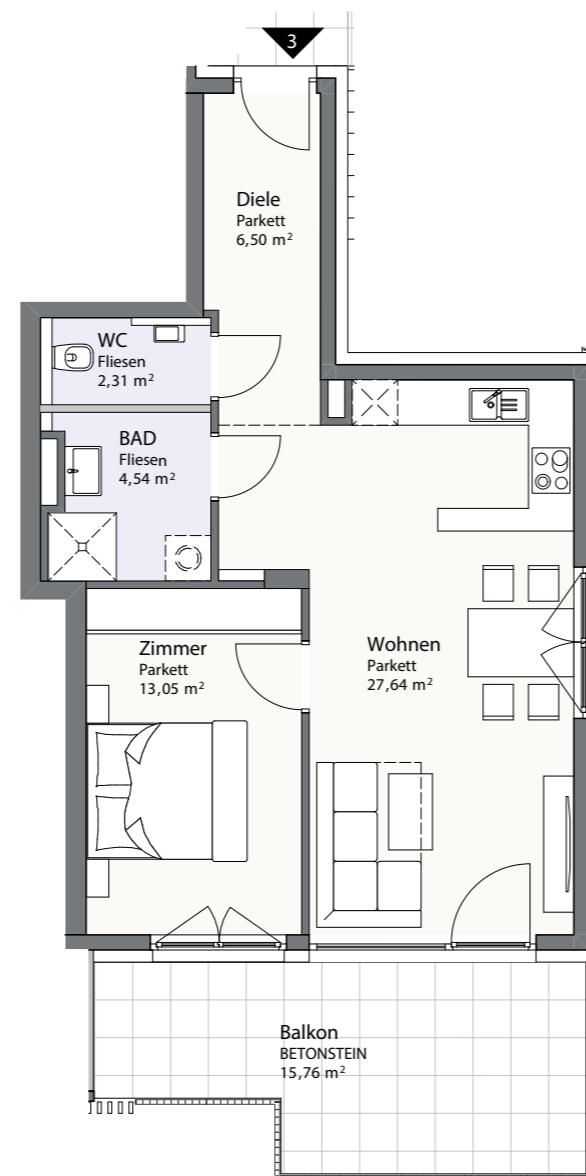 3
Diele
Parkett
6,50 m²
WC
Fliesen
2,31 m²
BAD
Fliesen
4,54 m²
Zimmer
Parkett
13,05 m²
Wohnen
Parkett
27,64 m²
Balkon
BETONSTEIN
15,76 m²